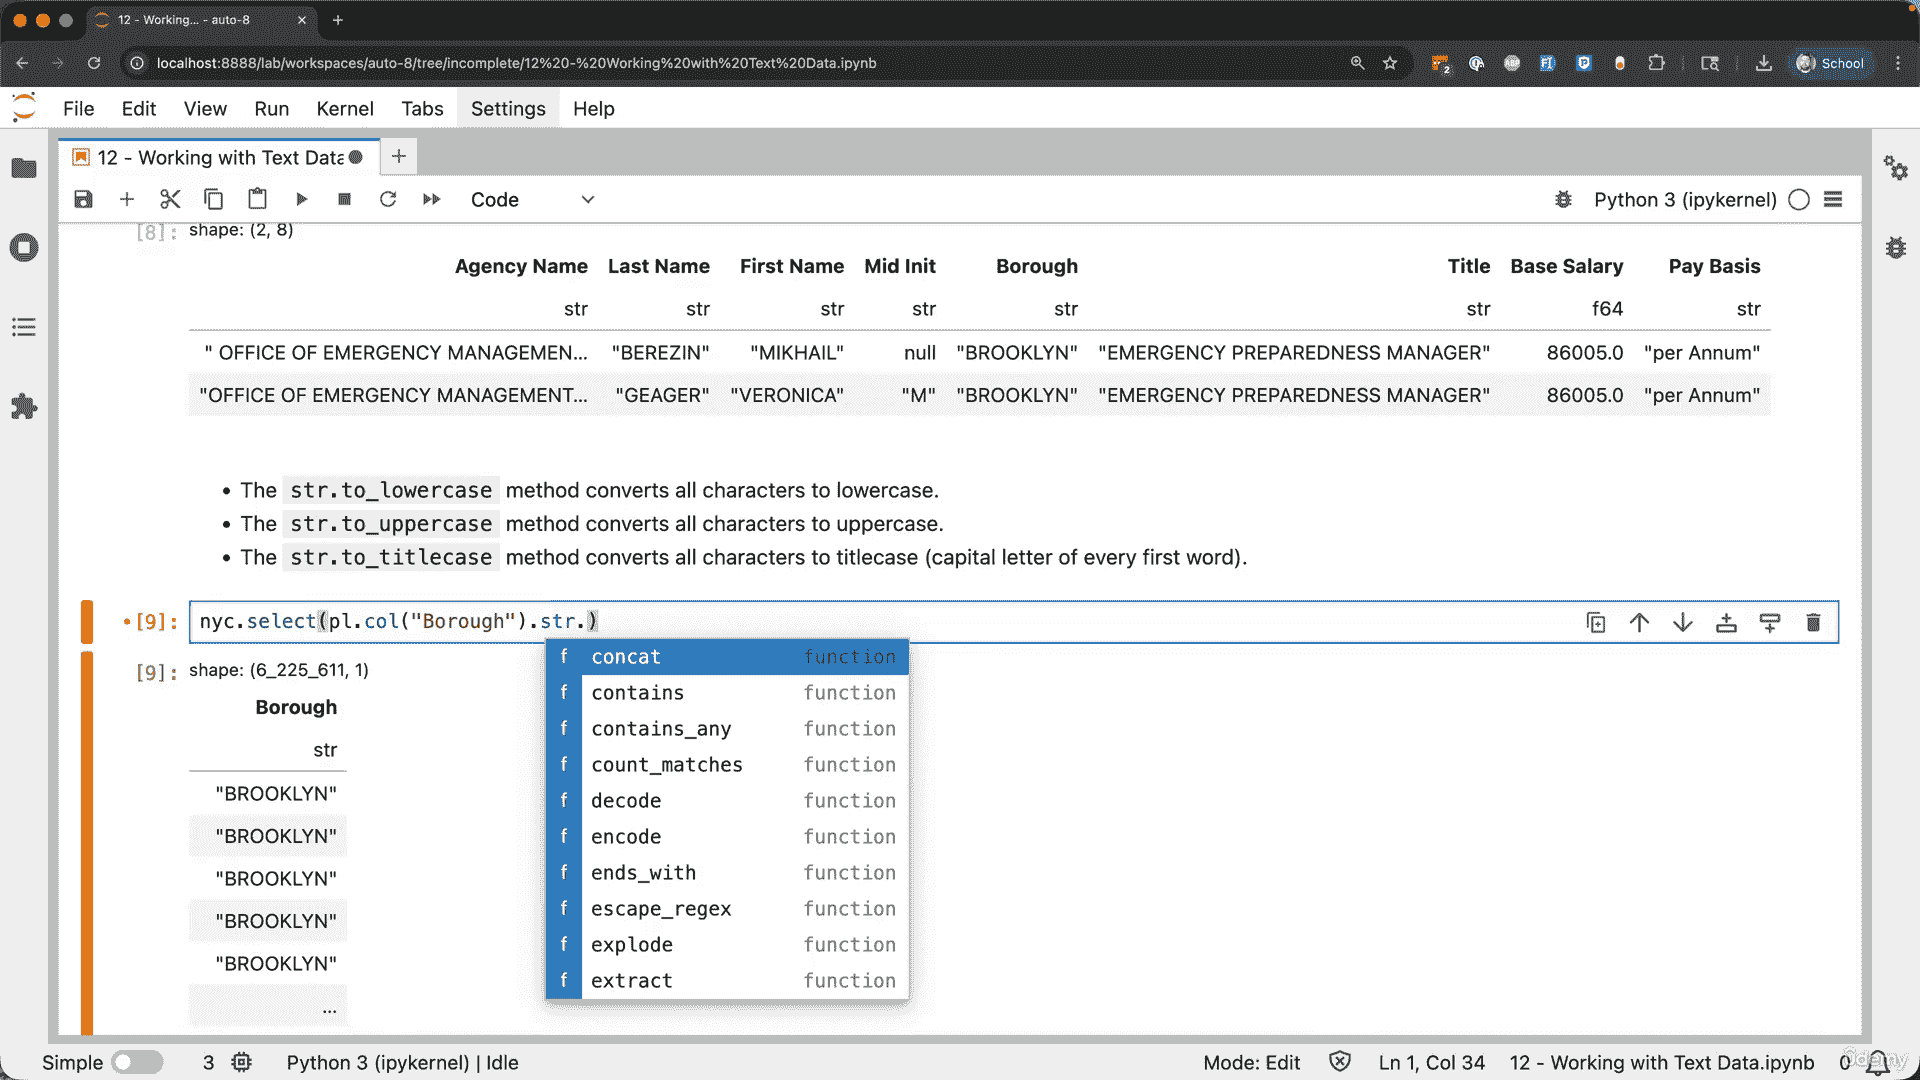 12 - Working... - auto-8
localhost:8888/lab/workspaces/auto-8/tree/incomplete/12%20-%20Working%20with%20Text%20Data.ipynb
2
ABP
School
File Edit View Run Kernel Tabs Settings Help
12 - Working with Text Data
Code
Python 3 (ipykernel)
[8]: shape: (2, 8)
Agency Name Last Name First Name Mid Init Borough Title Base Salary Pay Basis
str str str str str str f64 str
" OFFICE OF EMERGENCY MANAGEMEN... "BEREZIN" "MIKHAIL" null "BROOKLYN" "EMERGENCY PREPAREDNESS MANAGER" 86005.0 "per Annum"
"OFFICE OF EMERGENCY MANAGEMENT... "GEAGER" "VERONICA" "M" "BROOKLYN" "EMERGENCY PREPAREDNESS MANAGER" 86005.0 "per Annum"
• The str.to_lowercase method converts all characters to lowercase.
• The str.to_uppercase method converts all characters to uppercase.
• The str.to_titlecase method converts all characters to titlecase (capital letter of every first word).
•[9]: nyc.select(pl.col("Borough").str.)
f concat function
f contains function
f contains_any function
f count_matches function
f decode function
f encode function
f ends_with function
f escape_regex function
f explode function
f extract function
[9]: shape: (6_225_611, 1)
Borough
str
"BROOKLYN"
"BROOKLYN"
"BROOKLYN"
"BROOKLYN"
"BROOKLYN"
...
Simple 3 Python 3 (ipykernel) | Idle Mode: Edit Ln 1, Col 34 12 - Working with Text Data.ipynb 0
udemy